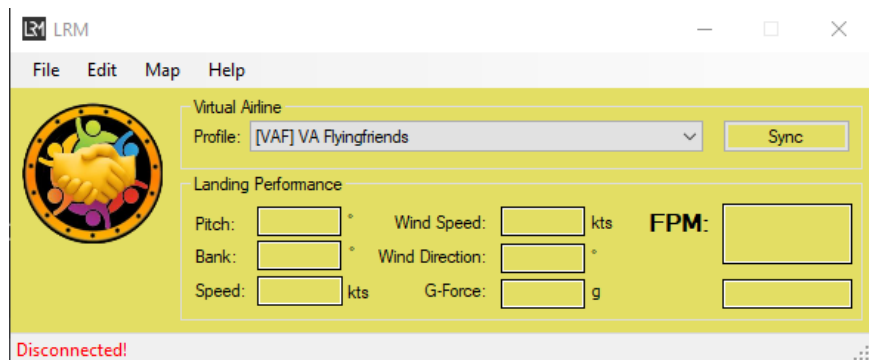 LRM LRM
File Edit Map Help
Virtual Airline
Profile: [VAF] VA Flyingfriends Sync
Landing Performance
Pitch: ° Wind Speed: kts FPM:
Bank: ° Wind Direction: °
Speed: kts G-Force: g
Disconnected!